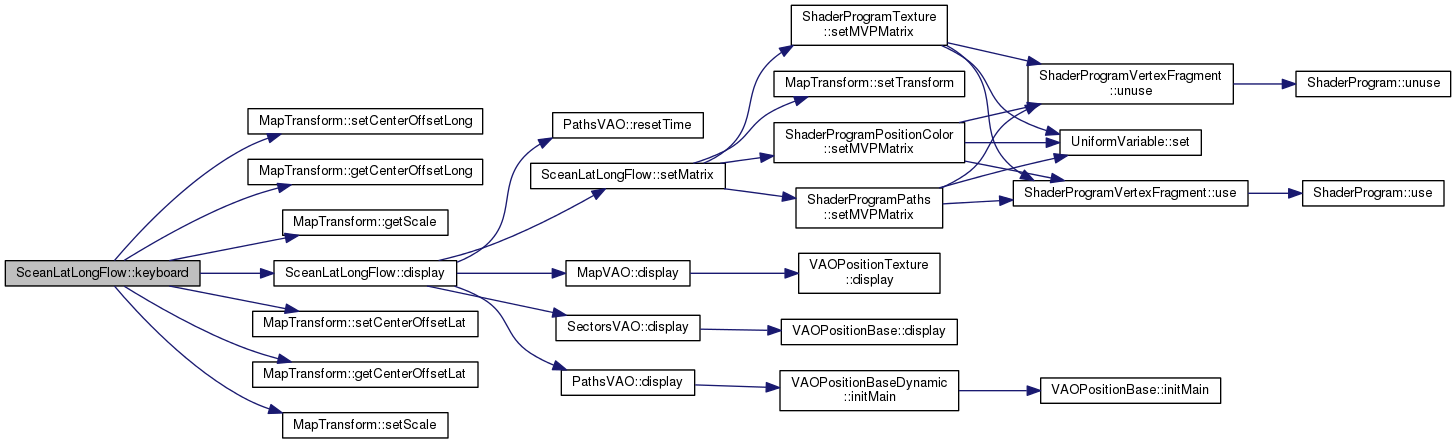 SceanLatLongFlow::keyboard
MapTransform::setCenterOffsetLong
MapTransform::getCenterOffsetLong
MapTransform::getScale
SceanLatLongFlow::display
MapTransform::setCenterOffsetLat
MapTransform::getCenterOffsetLat
MapTransform::setScale
PathsVAO::resetTime
SceanLatLongFlow::setMatrix
MapVAO::display
SectorsVAO::display
PathsVAO::display
ShaderProgramTexture
::setMVPMatrix
MapTransform::setTransform
ShaderProgramPositionColor
::setMVPMatrix
ShaderProgramPaths
::setMVPMatrix
VAOPositionTexture
::display
VAOPositionBase::display
VAOPositionBaseDynamic
::initMain
ShaderProgramVertexFragment
::unuse
UniformVariable::set
ShaderProgramVertexFragment::use
VAOPositionBase::initMain
ShaderProgram::unuse
ShaderProgram::use